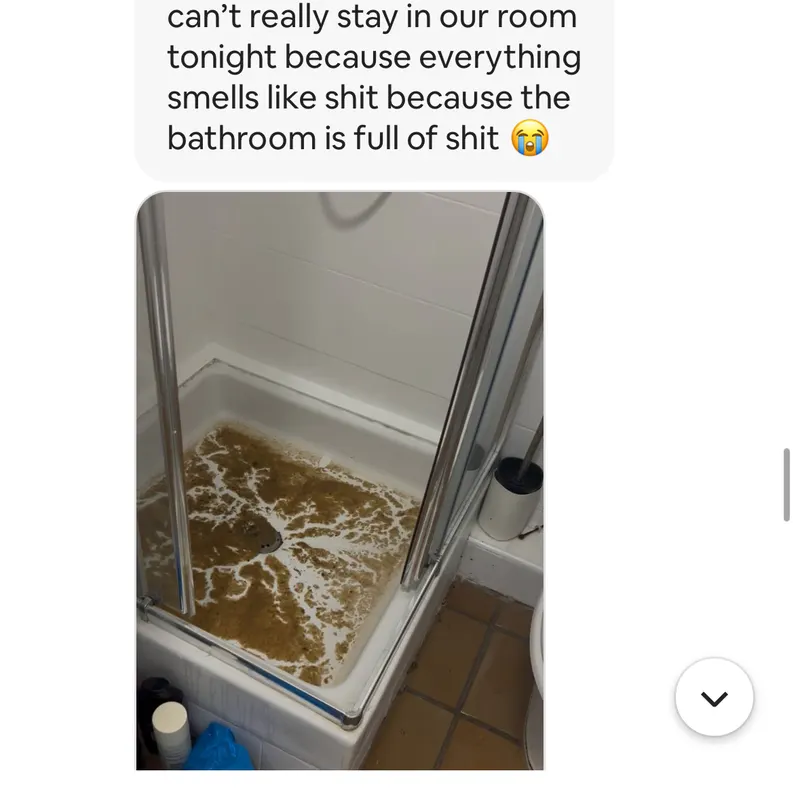 can’t really stay in our room
tonight because everything
smells like shit because the
bathroom is full of shit 😭